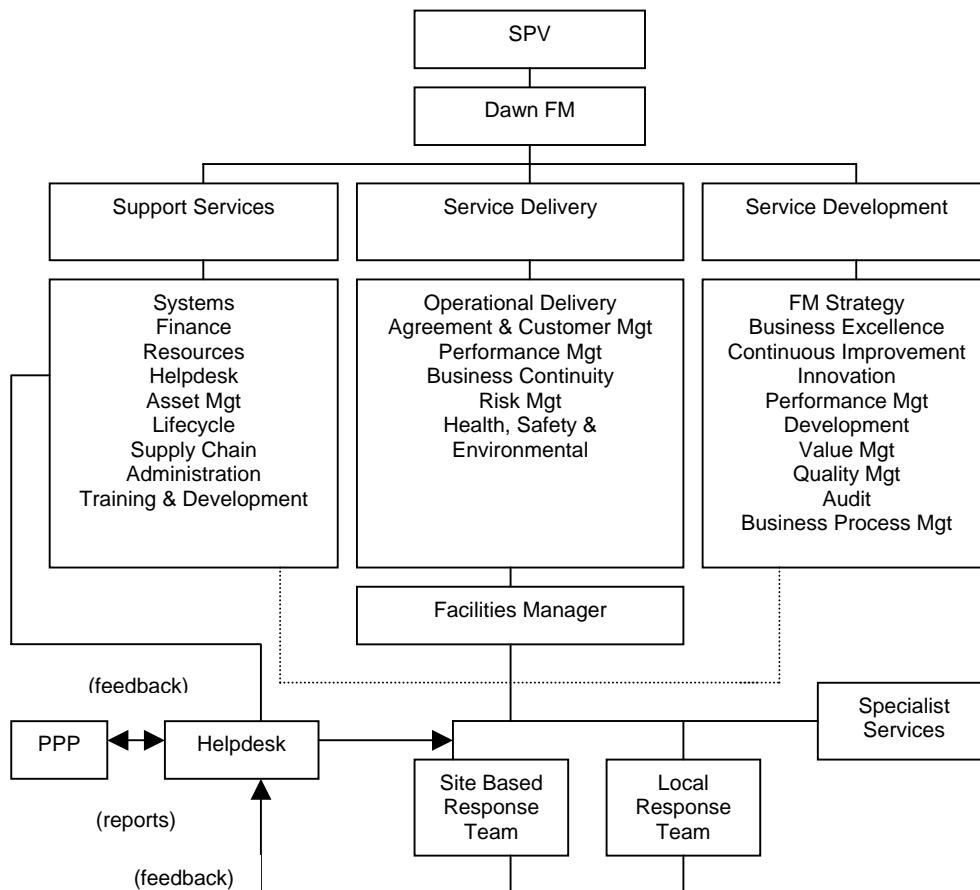 SPV
Dawn FM
Support Services
Service Delivery
Service Development
Systems
Finance
Resources
Helpdesk
Asset Mgt
Lifecycle
Supply Chain
Administration
Training & Development
Operational Delivery
Agreement & Customer Mgt
Performance Mgt
Business Continuity
Risk Mgt
Health, Safety &
Environmental
FM Strategy
Business Excellence
Continuous Improvement
Innovation
Performance Mgt
Development
Value Mgt
Quality Mgt
Audit
Business Process Mgt
Facilities Manager
(feedback)
PPP
Helpdesk
Specialist
Services
Site Based
Response
Team
Local
Response
Team
(reports)
(feedback)